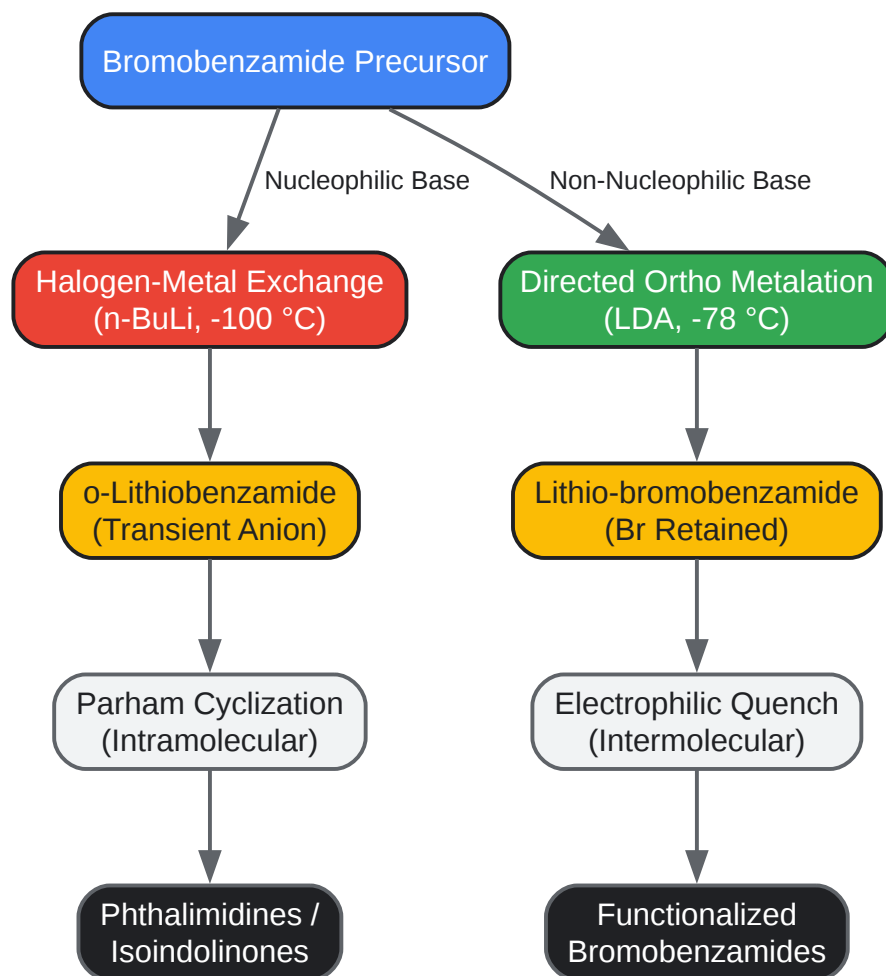 Bromobenzamide Precursor
Nucleophilic Base
Non-Nucleophilic Base
Halogen-Metal Exchange
(n-BuLi, -100 °C)
Directed Ortho Metalation
(LDA, -78 °C)
o-Lithiobenzamide
(Transient Anion)
Lithio-bromobenzamide
(Br Retained)
Parham Cyclization
(Intramolecular)
Electrophilic Quench
(Intermolecular)
Phthalimidines /
Isoindolinones
Functionalized
Bromobenzamides